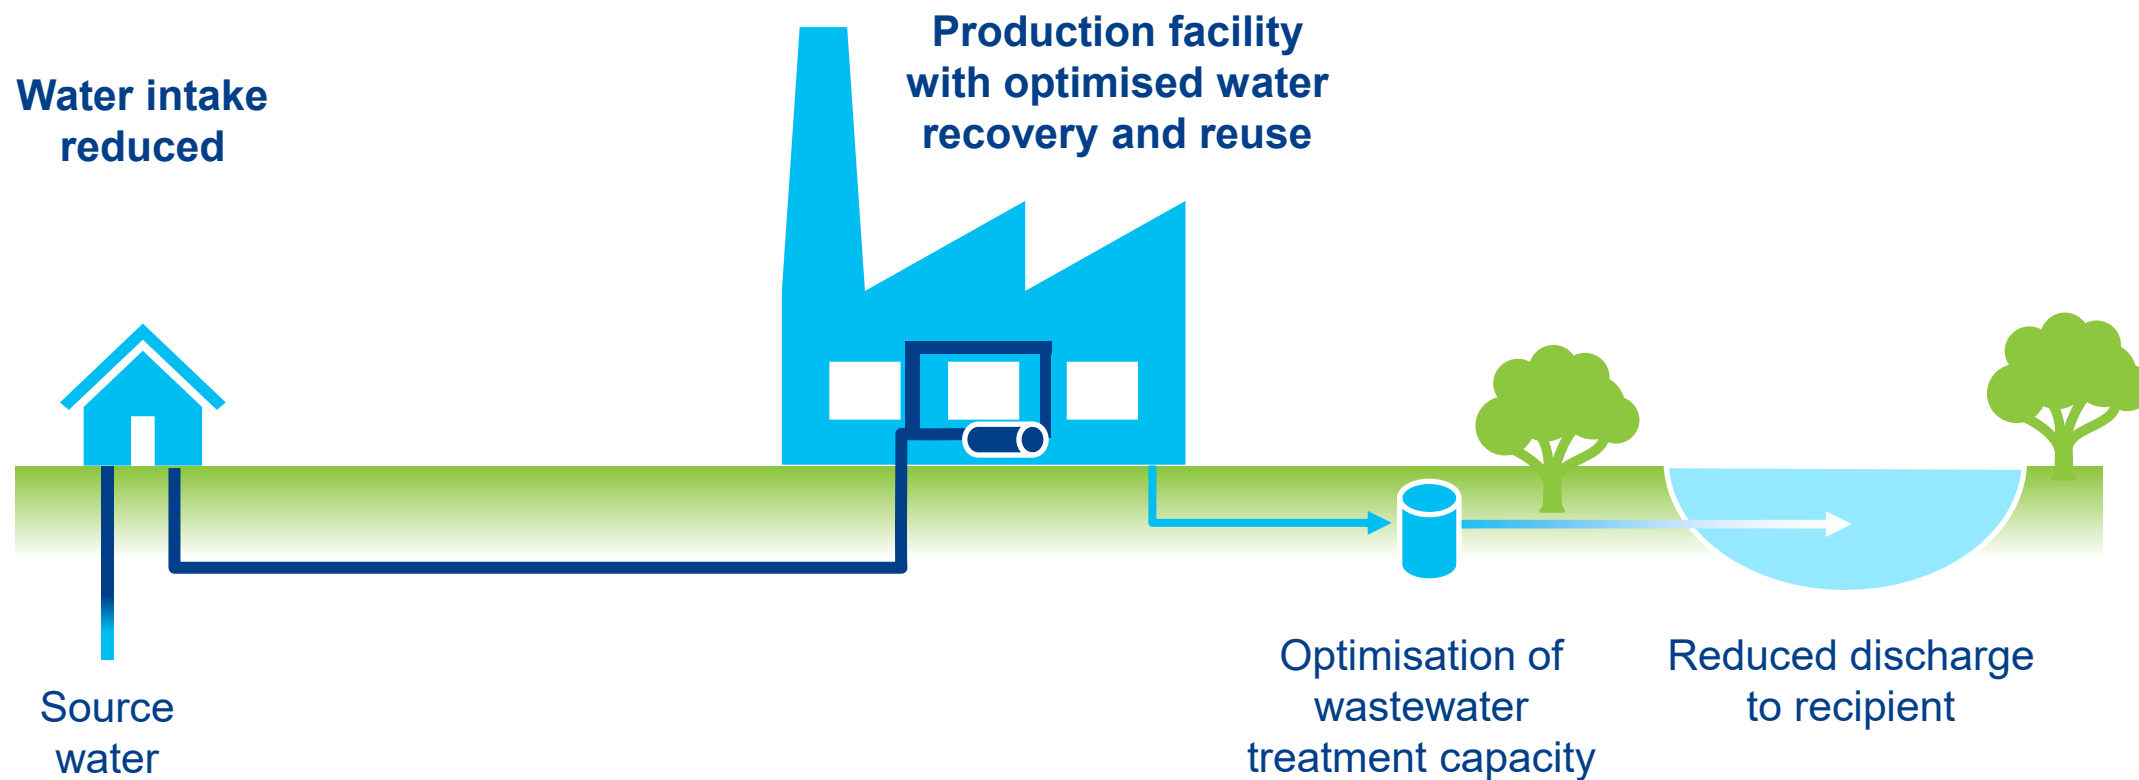 Water intake
reduced
Production facility
with optimised water
recovery and reuse
Source
water
Optimisation of
wastewater
treatment capacity
Reduced discharge
to recipient